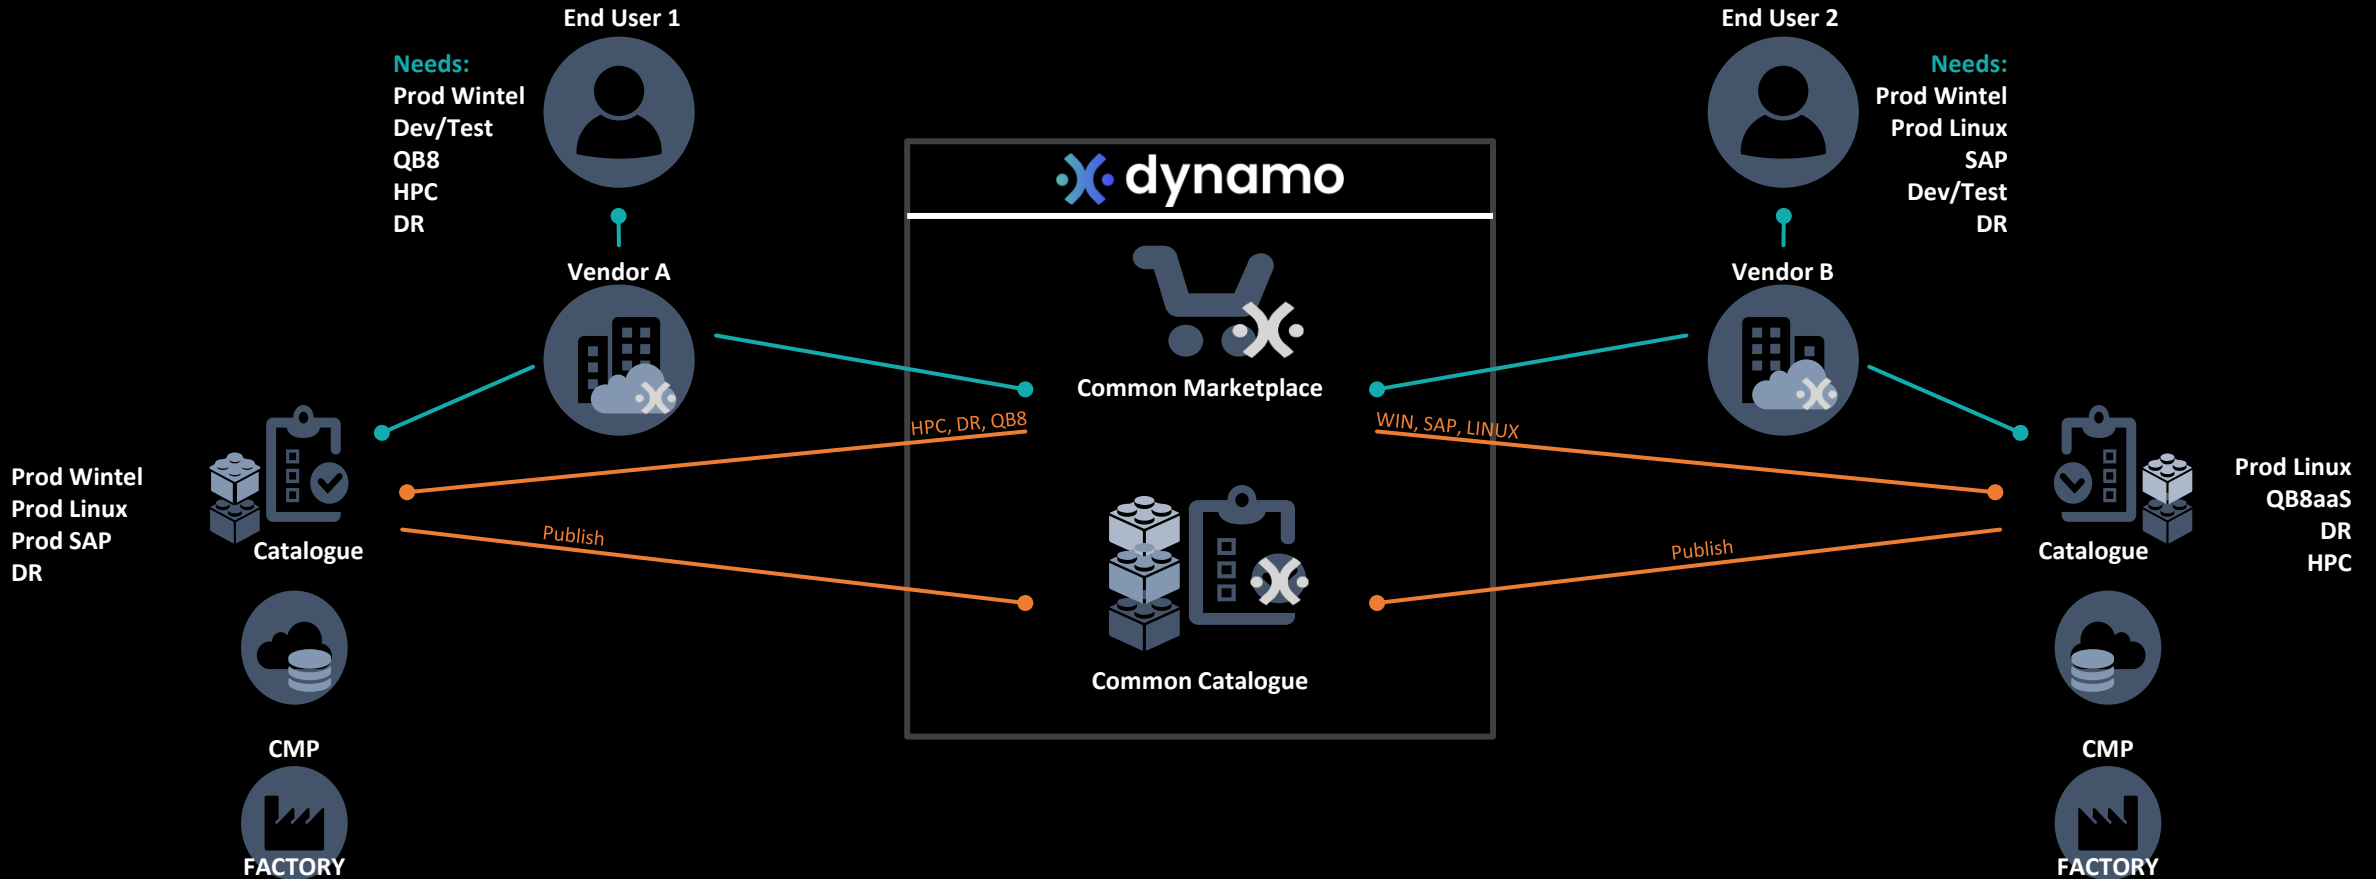 End User 1
Needs:
Prod Wintel
Dev/Test
QB8
HPC
DR
Vendor A
Prod Wintel
Prod Linux
Prod SAP
DR
Catalogue
CMP
FACTORY
HPC, DR, QB8
Publish
dynamo
Common Marketplace
Common Catalogue
WIN, SAP, LINUX
Publish
End User 2
Needs:
Prod Wintel
Prod Linux
SAP
Dev/Test
DR
Vendor B
Prod Linux
QB8aaS
DR
HPC
Catalogue
CMP
FACTORY